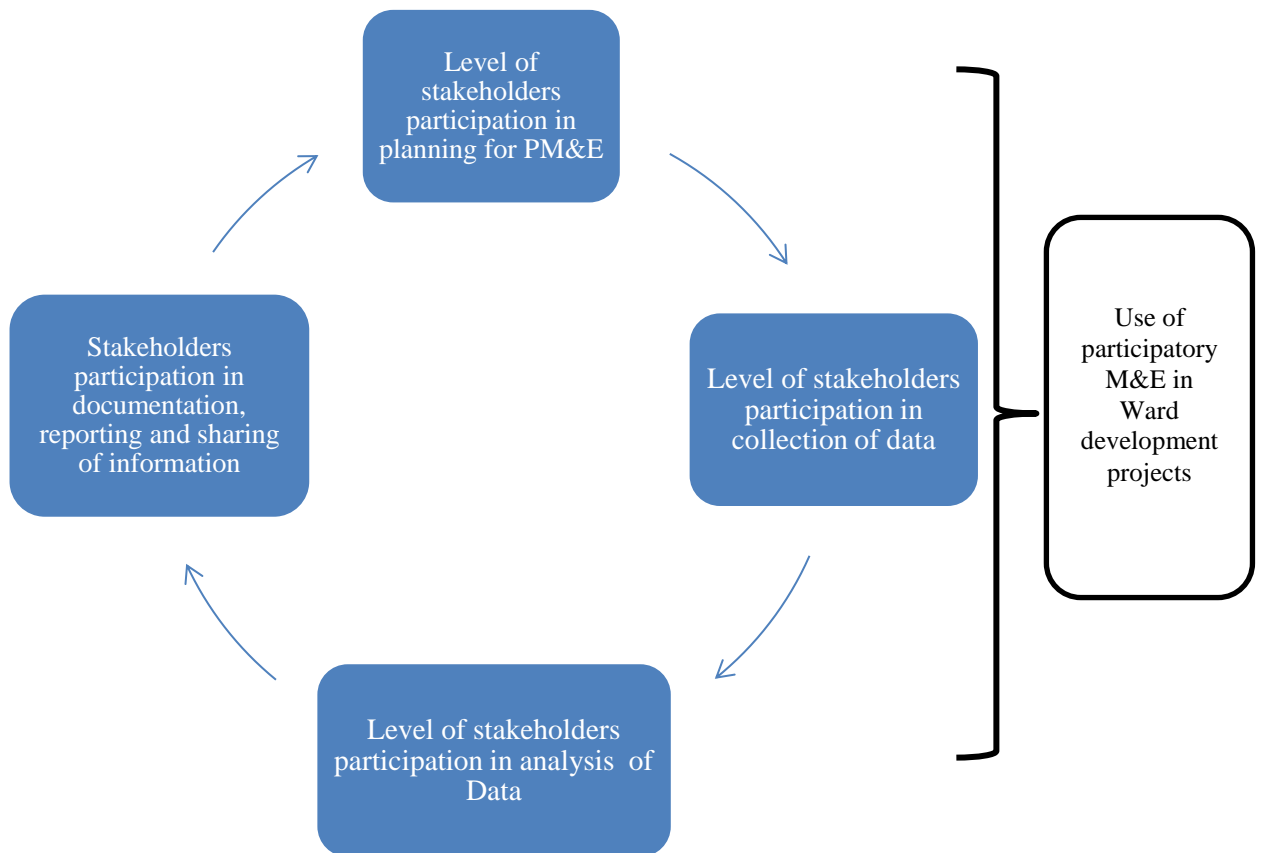 Level of
stakeholders
participation in
planning for PM&E
Level of stakeholders
participation in
collection of data
Level of stakeholders
participation in analysis  of
Data
Stakeholders
participation in
documentation,
reporting and sharing
of information
Use of
participatory
M&E in
Ward
development
projects